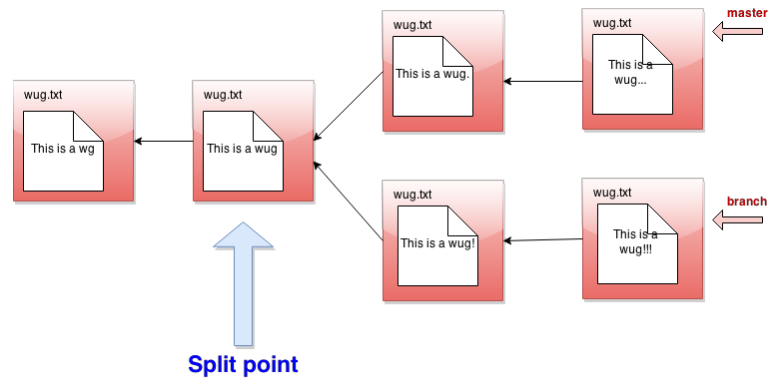 wug.txt
This is a wg
wug.txt
This is a wug
Split point
wug.txt
This is a wug.
wug.txt
This is a
wug...
master
wug.txt
This is a wug!
wug.txt
This is a
wug!!!
branch